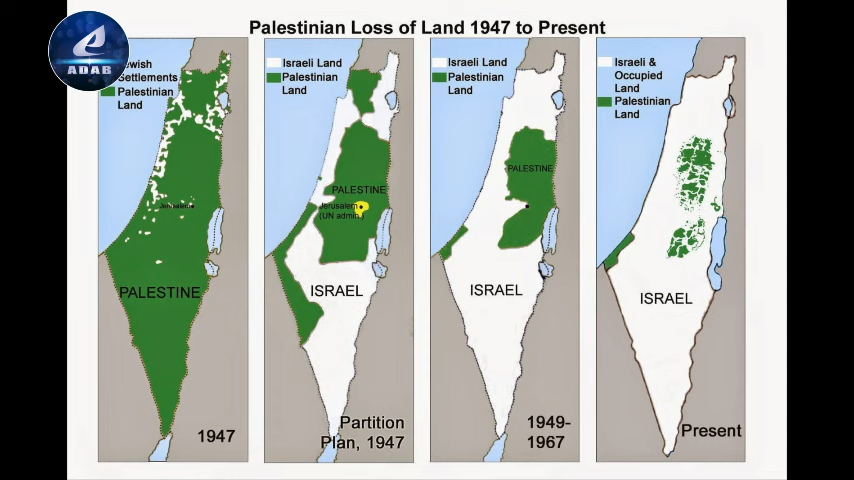 Palestinian Loss of Land 1947 to Present
e
ADAB
ewish
Settlements
Palestinian
Land
Jerusalem
PALESTINE
1947
Israeli Land
Palestinian
Land
PALESTINE
Jerusalem
(UN admin.)
ISRAEL
Partition
Plan, 1947
Israeli Land
Palestinian
Land
PALESTINE
ISRAEL
1949-
1967
Israeli &
Occupied
Land
Palestinian
Land
ISRAEL
Present